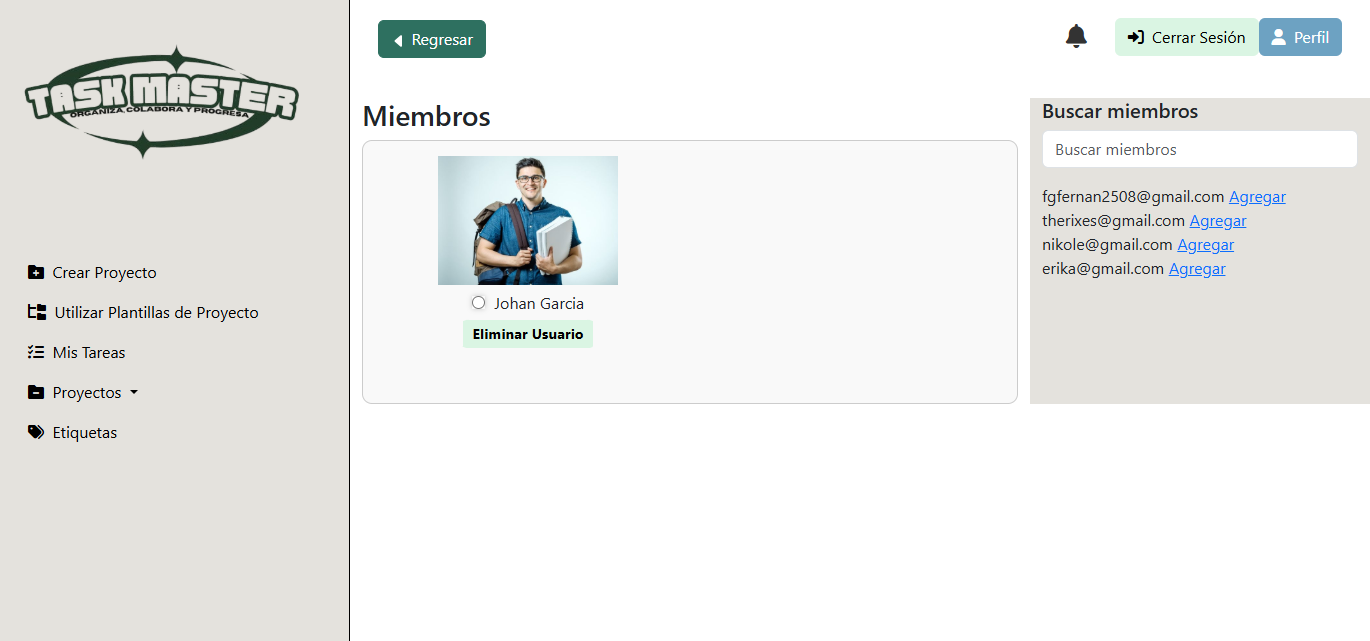 TASK MASTER
ORGANIZA, COLABORA Y PROGRESA
Crear Proyecto
Utilizar Plantillas de Proyecto
Mis Tareas
Proyectos
Etiquetas
Regresar
Cerrar Sesión
Perfil
Miembros
Johan Garcia
Eliminar Usuario
Buscar miembros
Buscar miembros
fgfernan2508@gmail.com Agregar
therixes@gmail.com Agregar
nikole@gmail.com Agregar
erika@gmail.com Agregar